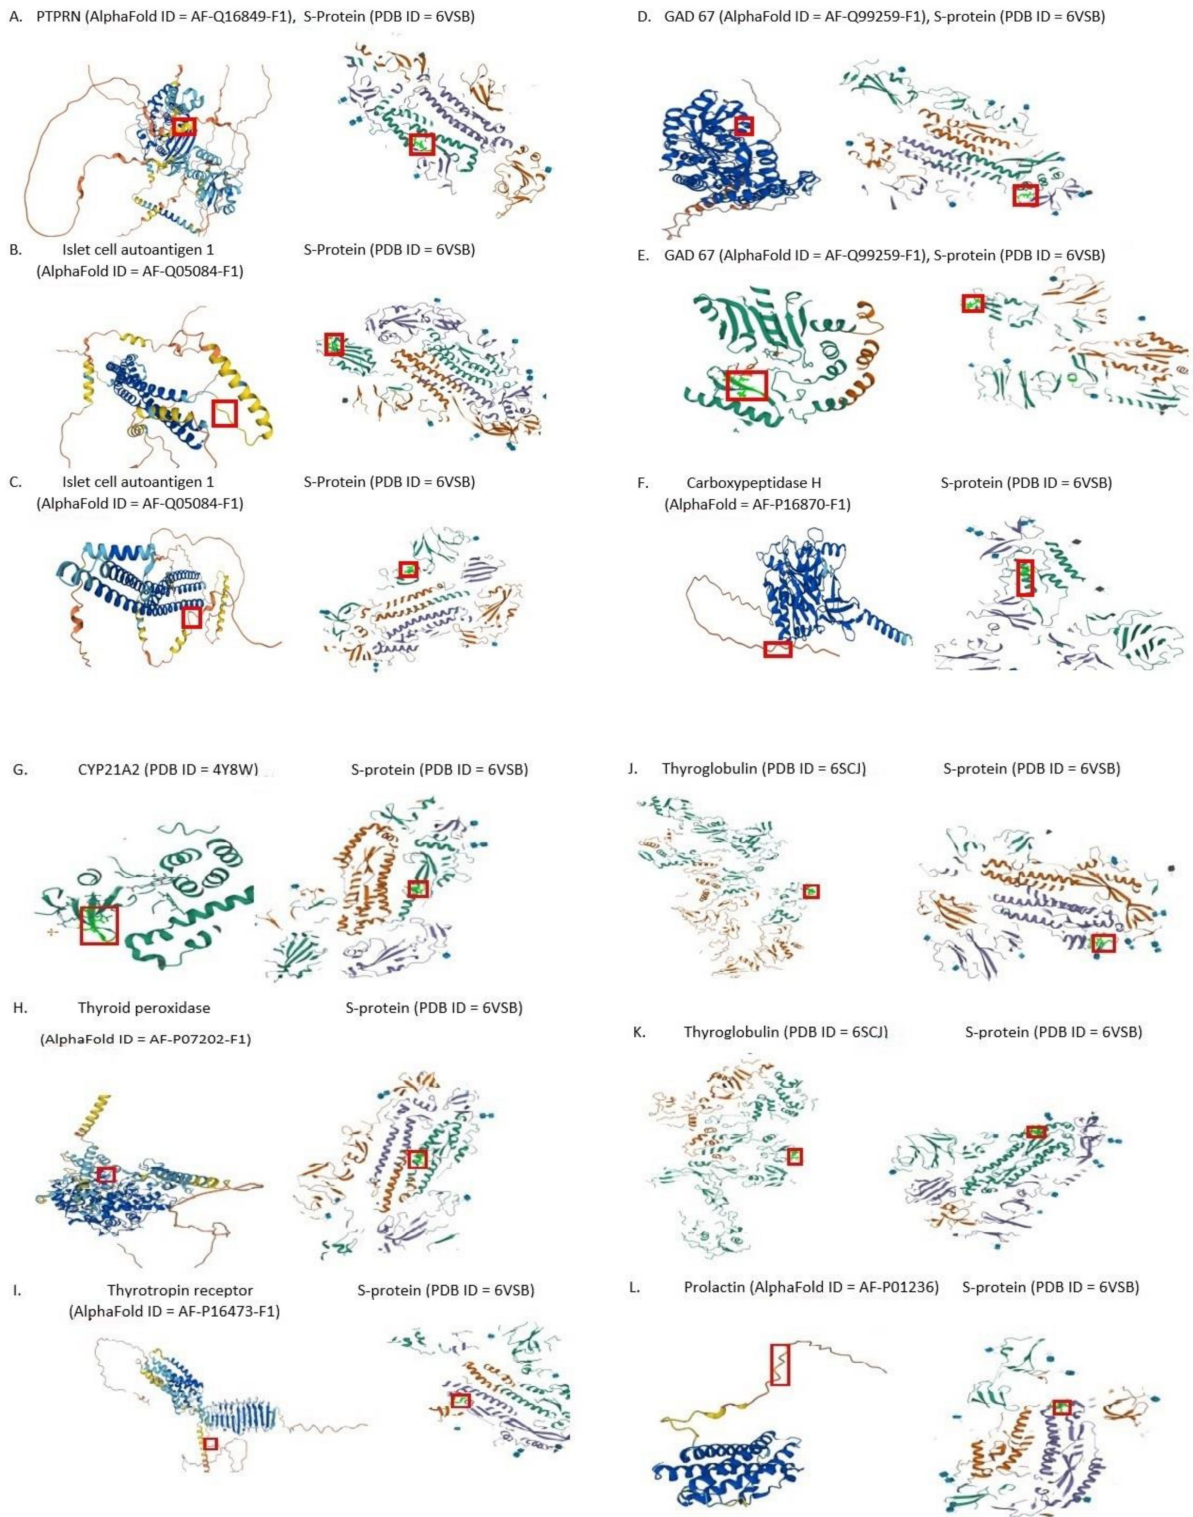 A. PTPRN (AlphaFold ID = AF-Q16849-F1), S-Protein (PDB ID = 6VSB)
B. Islet cell autoantigen 1 S-Protein (PDB ID = 6VSB)
(AlphaFold ID = AF-Q05084-F1)
C. Islet cell autoantigen 1 S-Protein (PDB ID = 6VSB)
(AlphaFold ID = AF-Q05084-F1)
D. GAD 67 (AlphaFold ID = AF-Q99259-F1), S-protein (PDB ID = 6VSB)
E. GAD 67 (AlphaFold ID = AF-Q99259-F1), S-protein (PDB ID = 6VSB)
F. Carboxypeptidase H S-protein (PDB ID = 6VSB)
(AlphaFold = AF-P16870-F1)
G. CYP21A2 (PDB ID = 4Y8W) S-protein (PDB ID = 6VSB)
H. Thyroid peroxidase S-protein (PDB ID = 6VSB)
(AlphaFold ID = AF-P07202-F1)
I. Thyrotropin receptor S-protein (PDB ID = 6VSB)
(AlphaFold ID = AF-P16473-F1)
J. Thyroglobulin (PDB ID = 6SCJ) S-protein (PDB ID = 6VSB)
K. Thyroglobulin (PDB ID = 6SCJ) S-protein (PDB ID = 6VSB)
L. Prolactin (AlphaFold ID = AF-P01236) S-protein (PDB ID = 6VSB)